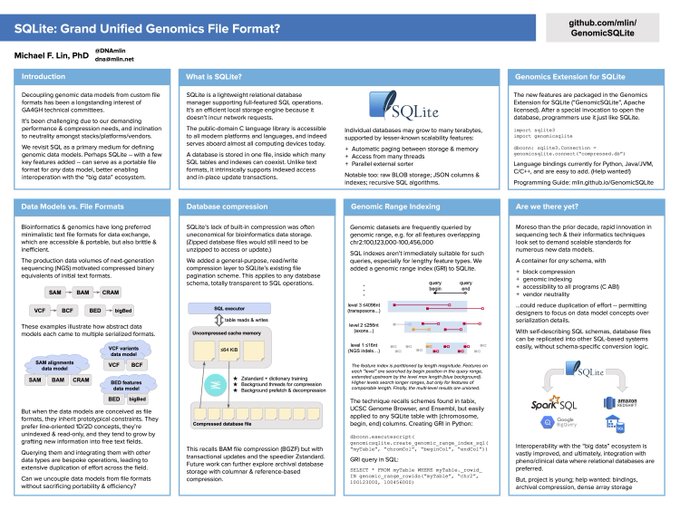 SQLite: Grand Unified Genomics File Format?
github.com/mlin/
GenomicSQLite
Michael F. Lin, PhD
@DNAmlin
dna@mlin.net
Introduction
Decoupling genomic data models from custom file
formats has been a longstanding interest of
GA4GH technical committees.
It's been challenging due to our demanding
performance & compression needs, and inclination
to neutrality amongst stacks/platforms/vendors.
We revisit SQL as a primary medium for defining
genomic data models. Perhaps SQLite – with a few
key features added – can serve as a portable file
format for any data model, better enabling
interoperation with the "big data" ecosystem.
What is SQLite?
SQLite is a lightweight relational database
manager supporting full-featured SQL operations.
It's an efficient local storage engine because it
doesn't incur network requests.
The public-domain C language library is accessible
to all modern platforms and languages, and indeed
serves aboard almost all computing devices today.
A database is stored in one file, inside which many
SQL tables and indexes can coexist. Unlike text
formats, it intrinsically supports indexed access
and in-place update transactions.
SQLite
Individual databases may grow to many terabytes,
supported by lesser-known scalability features:
+ Automatic paging between storage & memory
+ Access from many threads
+ Parallel external sorter
Notable too: raw BLOB storage; JSON columns &
indexes; recursive SQL algorithms.
Genomics Extension for SQLite
The new features are packaged in the Genomics
Extension for SQLite ("GenomicSQLite", Apache
licensed). After a special invocation to open the
database, programmers use it just like SQLite.
import sqlite3
import genomicsqlite
dbconn: sqlite3.Connection =
genomicsqlite.connect("compressed.db")
Language bindings currently for Python, Java/JVM,
C/C++, and are easy to add. (Help wanted!)
Programming Guide: mlin.github.io/GenomicSQLite
Data Models vs. File Formats
Bioinformatics & genomics have long preferred
minimalistic text file formats for data exchange,
which are accessible & portable, but also brittle &
inefficient.
The production data volumes of next-generation
sequencing (NGS) motivated compressed binary
equivalents of initial text formats.
SAM BAM CRAM
VCF BCF BED bigBed
These examples illustrate how abstract data
models each came to multiple serialized formats.
SAM alignments
data model
SAM BAM CRAM
VCF variants
data model
VCF BCF
BED features
data model
BED bigBed
But when the data models are conceived as file
formats, they inherit prototypical constraints. They
prefer line-oriented 1D/2D concepts, they're
unindexed & read-only, and they tend to grow by
grafting new information into free text fields.
Querying them and integrating them with other
data types are bespoke operations, leading to
extensive duplication of effort across the field.
Can we uncouple data models from file formats
without sacrificing portability & efficiency?
Database compression
SQLite's lack of built-in compression was often
uneconomical for bioinformatics data storage.
(Zipped databases would still need to be
unzipped to access or update.)
We added a general-purpose, read/write
compression layer to SQLite's existing file
pagination scheme. This applies to any database
schema, totally transparent to SQL operations.
SQL executor
table reads & writes
Uncompressed cache memory
≤64 KiB
★ Zstandard + dictionary training
★ Background threads for compression
★ Background prefetch & decompression
Compressed database file
This recalls BAM file compression (BGZF) but with
transactional updates and the speedier Zstandard.
Future work can further explore archival database
storage with columnar & reference-based
compression.
Genomic Range Indexing
Genomic datasets are frequently queried by
genomic range, e.g. for all features overlapping
chr2:100,123,000-100,456,000
SQL indexes aren't immediately suitable for such
queries, especially for lengthy feature types. We
added a genomic range index (GRI) to SQLite.
query
begin
query
end
level 3 (4096nt)
(transposons...)
level 2 (256nt)
(exons...)
level 1 (16nt)
(NGS indels...)
The feature index is partitioned by length magnitude. Features on
each "level" are searched by begin position in the query range,
extended upstream by the level max length (blue background).
Higher levels search larger ranges, but only for features of
comparable length. Finally, the multi-level results are united.
The technique recalls schemes found in tabix,
UCSC Genome Browser, and Ensembl, but easily
applied to any SQLite table with (chromosome,
begin, end) columns. Creating GRI in Python:
dbconn.executescript(
genomicsqlite.create_genomic_range_index_sql(
"myTable", "chromCol", "beginCol", "endCol"))
GRI query in SQL:
SELECT * FROM myTable WHERE myTable._rowid_
IN genomic_range_rowids("myTable", "chr2",
100123000, 100456000)
Are we there yet?
Moreso than the prior decade, rapid innovation in
sequencing tech & their informatics techniques
look set to demand scalable standards for
numerous new data models.
A container for any schema, with
+ block compression
+ genomic indexing
+ accessibility to all programs (C ABI)
+ vendor neutrality
...could reduce duplication of effort – permitting
designers to focus on data model concepts over
serialization details.
With self-describing SQL schemas, database files
can be replicated into other SQL-based systems
easily, without schema-specific conversion logic.
SQLite
Spark SQL
amazon
REDSHIFT
Google
BigQuery
SQL
Interoperability with the "big data" ecosystem is
vastly improved, and ultimately, integration with
pheno/clinical data where relational databases are
preferred.
But, project is young; help wanted: bindings,
archival compression, dense array storage